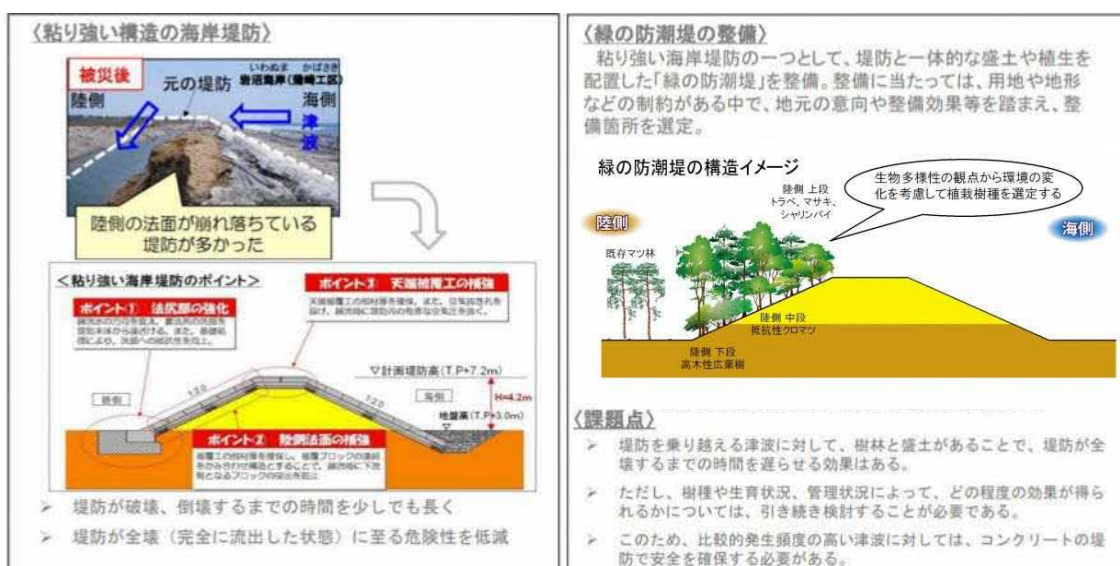 〈粘り強い構造の海岸堤防〉
被災後
いわぬま かばさき
岩沼海岸(蒲崎工区)
元の堤防
陸側
海側
津波
陸側の法面が崩れ落ちている
堤防が多かった
<粘り強い海岸堤防のポイント>
ポイント① 法尻部の強化
ポイント③ 天端被覆工の補強
▽計画堤防高(T.P+7.2m)
陸側
1:2.0
1:2.0
海側
H=4.2m
地盤高(T.P+3.0m)
▽
ポイント② 陸側法面の補強
➢ 堤防が破壊、倒壊するまでの時間を少しでも長く
➢ 堤防が全壊(完全に流出した状態)に至る危険性を低減
〈緑の防潮堤の整備〉
粘り強い海岸堤防の一つとして、堤防と一体的な盛土や植生を
配置した「緑の防潮堤」を整備。整備に当たっては、用地や地形
などの制約がある中で、地元の意向や整備効果等を踏まえ、整
備箇所を選定。
緑の防潮堤の構造イメージ
生物多様性の観点から環境の変
化を考慮して植栽樹種を選定する
陸側 上段
トベラ、マサキ、
シャリンバイ
陸側
海側
既存マツ林
陸側 中段
抵抗性クロマツ
陸側 下段
高木性広葉樹
〈課題点〉
➢ 堤防を乗り越える津波に対して、樹林と盛土があることで、堤防が全
壊するまでの時間を遅らせる効果はある。
➢ ただし、樹種や生育状況、管理状況によって、どの程度の効果が得ら
れるかについては、引き続き検討することが必要である。
➢ このため、比較的発生頻度の高い津波に対しては、コンクリートの堤
防で安全を確保する必要がある。